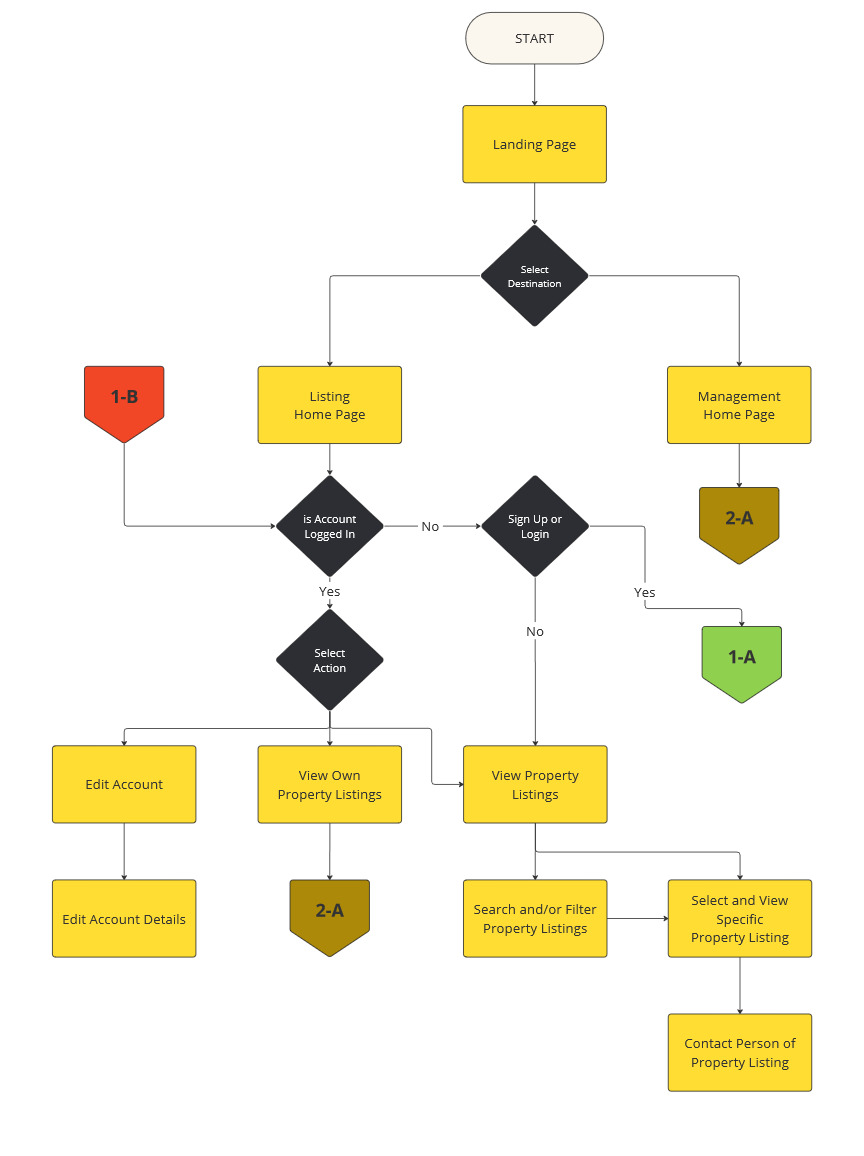 START
Landing Page
Select
Destination
1-B
Listing
Home Page
Management
Home Page
is Account
Logged In
No
Sign Up or
Login
2-A
Yes
Yes
No
Select
Action
1-A
Edit Account
View Own
Property Listings
View Property
Listings
Edit Account Details
2-A
Search and/or Filter
Property Listings
Select and View
Specific
Property Listing
Contact Person of
Property Listing